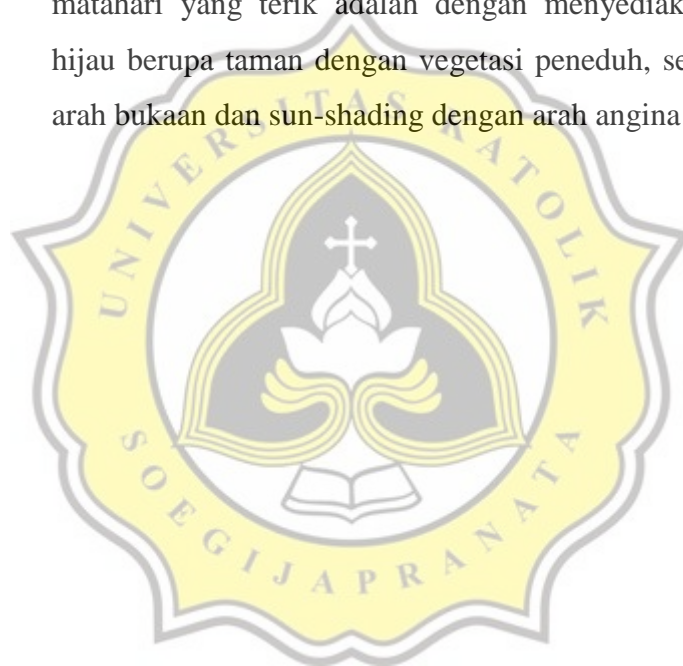 matahari yang terik adalah dengan menyediak
hijau berupa taman dengan vegetasi peneduh, se
arah bukaan dan sun-shading dengan arah angina
UNIVERSITAS KATOLIK
SOEGIJAPRANATA